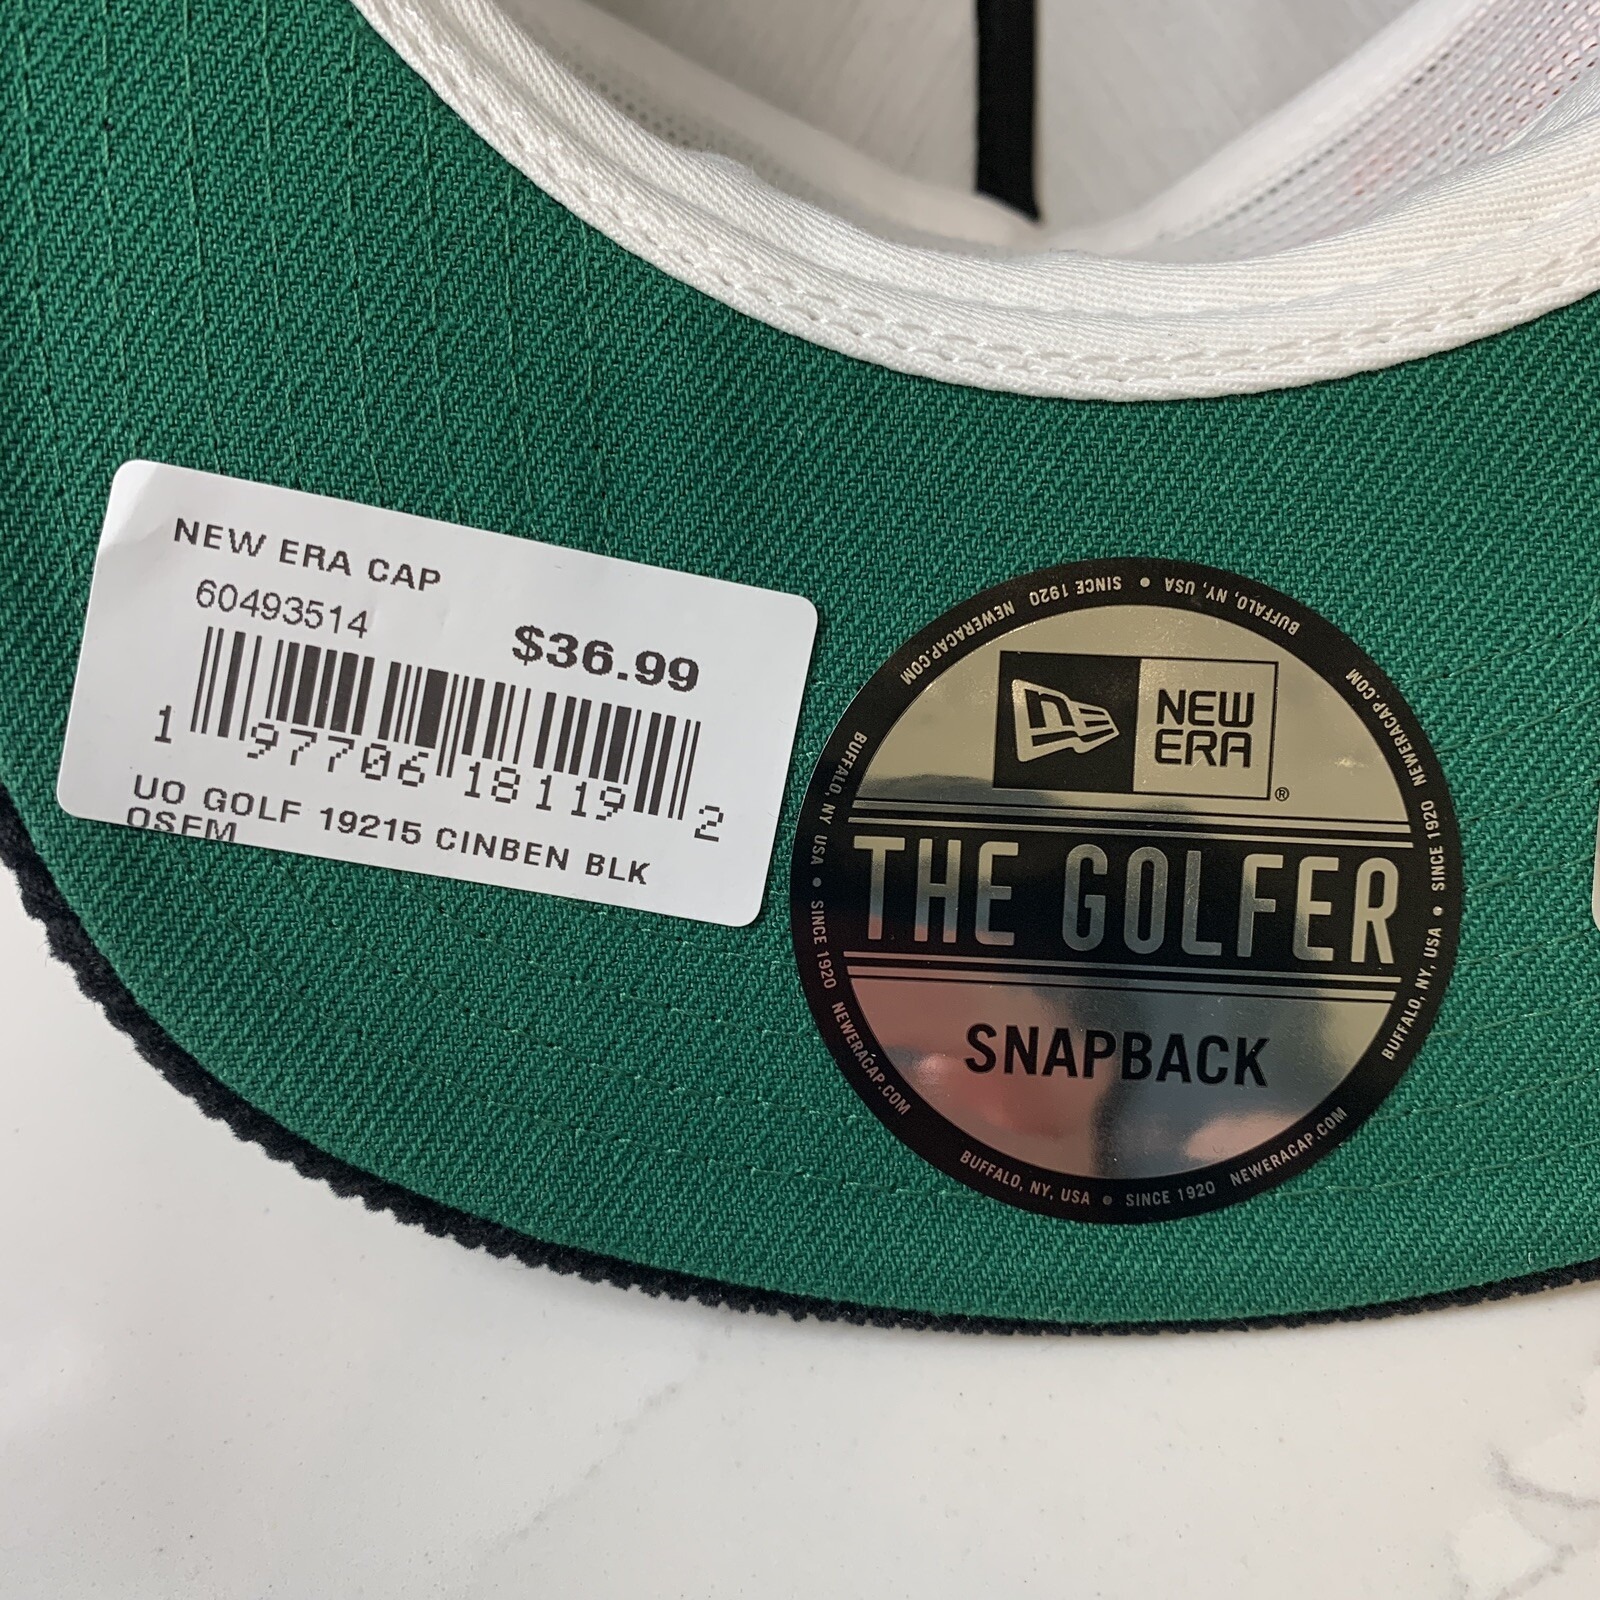 NEW ERA CAP
60493514
$36.99
1 97706 18119 2
UO GOLF 19215 CINBEN BLK
OSFM
NEW
ERA
®
THE GOLFER
SNAPBACK
BUFFALO, NY, USA • SINCE 1920 NEWERACAP.COM
BUFFALO, NY, USA • SINCE 1920 NEWERACAP.COM
BUFFALO, NY, USA • SINCE 1920 NEWERACAP.COM
BUFFALO, NY USA • SINCE 1920 NEWERACAP.COM